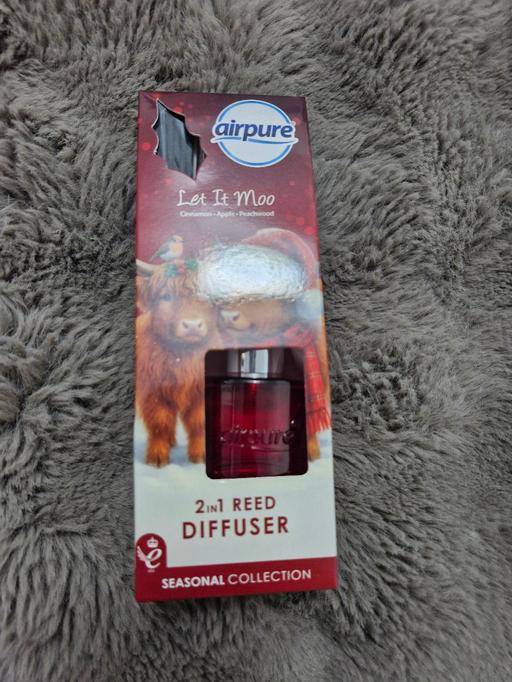 airpure
Let It Moo
Cinnamon • Apple • Peachwood
airpure
2IN1 REED
DIFFUSER
SEASONAL COLLECTION